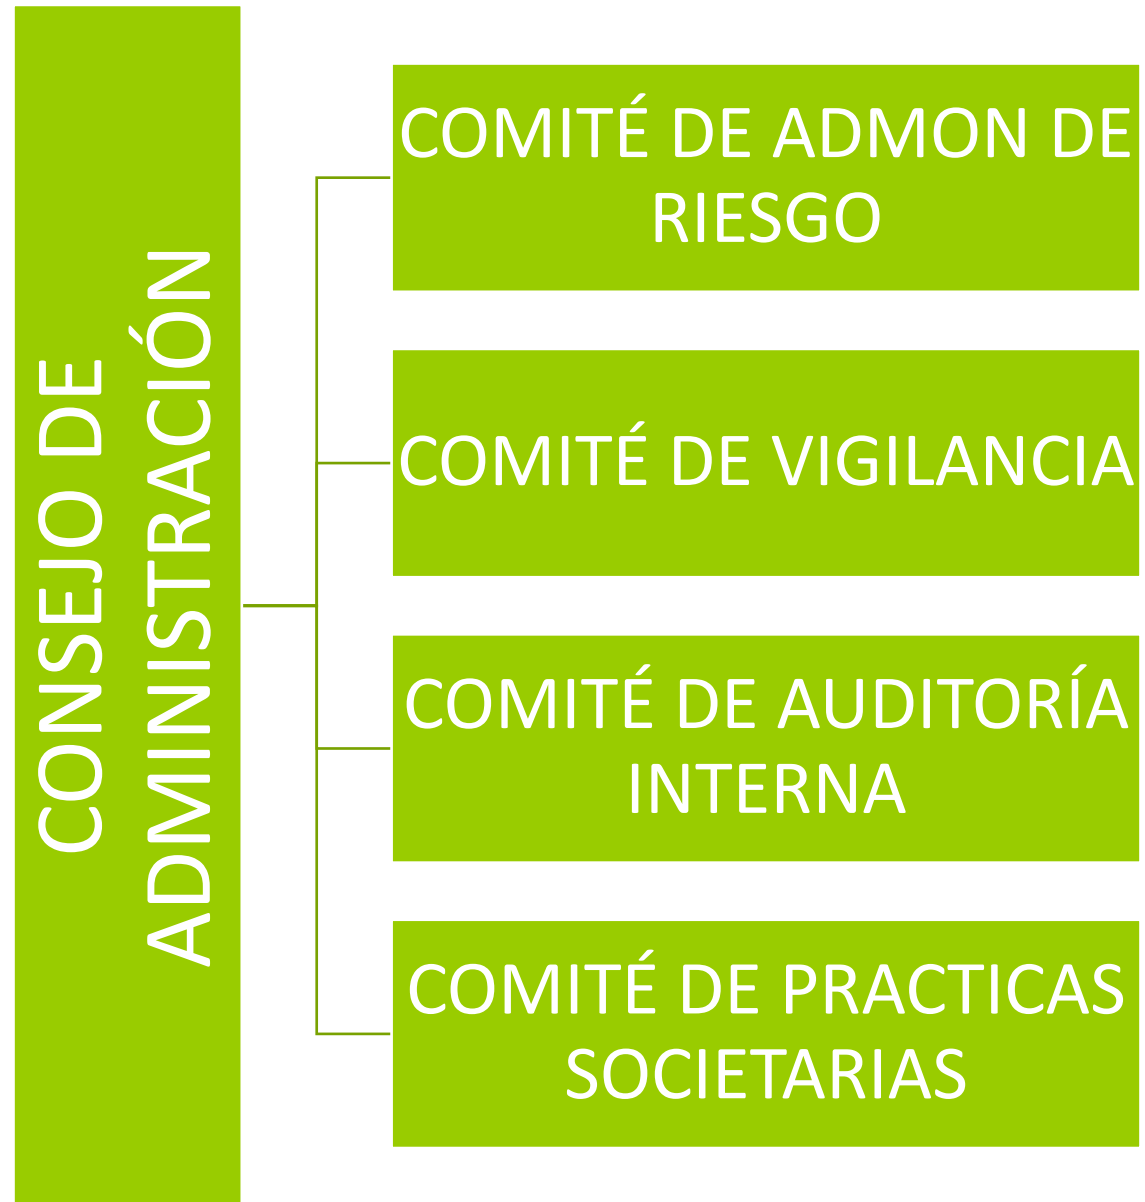 CONSEJO DE
ADMINISTRACIÓN
COMITÉ DE ADMON DE
RIESGO
COMITÉ DE VIGILANCIA
COMITÉ DE AUDITORÍA
INTERNA
COMITÉ DE PRACTICAS
SOCIETARIAS